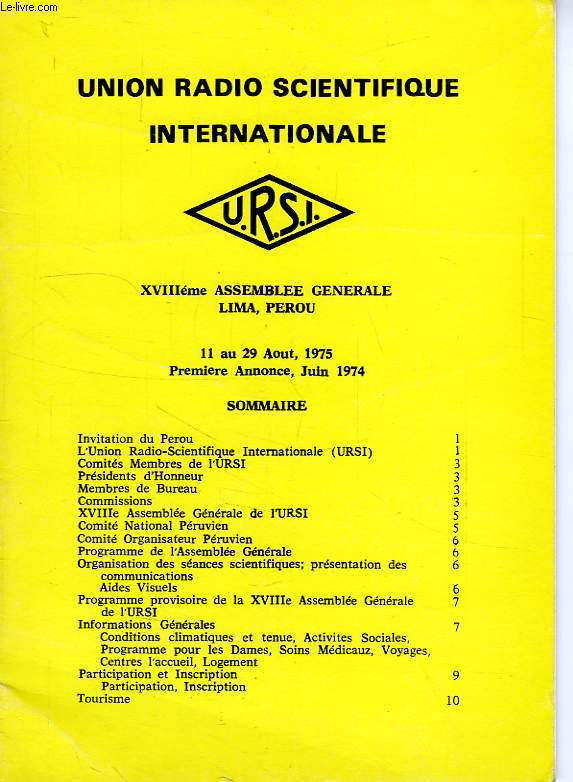 Le-livre.com
UNION RADIO SCIENTIFIQUE
INTERNATIONALE
U.R.S.I.
XVIIIéme ASSEMBLEE GENERALE
LIMA, PEROU
11 au 29 Aout, 1975
Premiere Annonce, Juin 1974
SOMMAIRE
Invitation du Perou 1
L'Union Radio-Scientifique Internationale (URSI) 1
Comités Membres de l'URSI 3
Présidents d'Honneur 3
Membres de Bureau 3
Commissions 3
XVIIIe Assemblée Générale de l'URSI 5
Comité National Péruvien 5
Comité Organisateur Péruvien 6
Programme de l'Assemblée Générale 6
Organisation des séances scientifiques; présentation des 6
communications
Aides Visuels 6
Programme provisoire de la XVIIIe Assemblée Générale 7
de l'URSI
Informations Générales 7
Conditions climatiques et tenue, Activites Sociales,
Programme pour les Dames, Soins Médicauz, Voyages,
Centres l'accueil, Logement
Participation et Inscription 9
Participation, Inscription
Tourisme 10
Le-livre.com